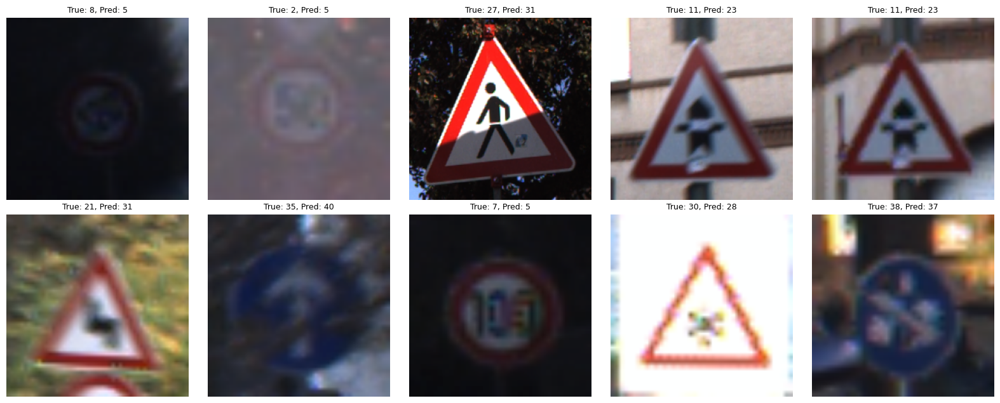 True: 8, Pred: 5
True: 2, Pred: 5
True: 27, Pred: 31
True: 11, Pred: 23
True: 11, Pred: 23
True: 21, Pred: 31
True: 35, Pred: 40
True: 7, Pred: 5
True: 30, Pred: 28
True: 38, Pred: 37